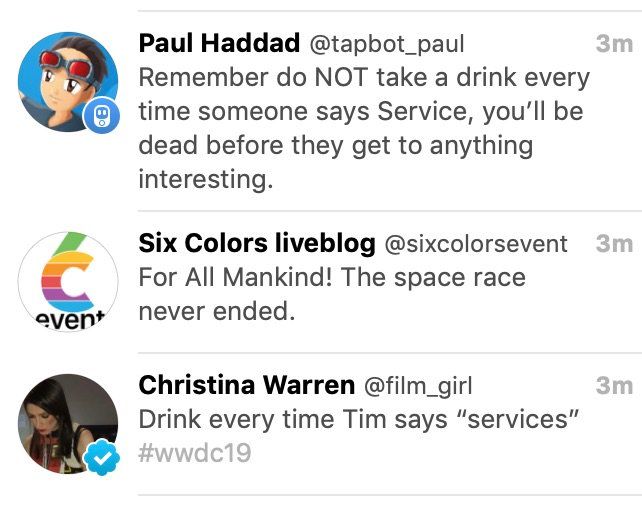 Paul Haddad @tapbot_paul 3m
Remember do NOT take a drink every
time someone says Service, you’ll be
dead before they get to anything
interesting.
Six Colors liveblog @sixcolorsevent 3m
event
For All Mankind! The space race
never ended.
Christina Warren @film_girl 3m
Drink every time Tim says “services”
#wwdc19